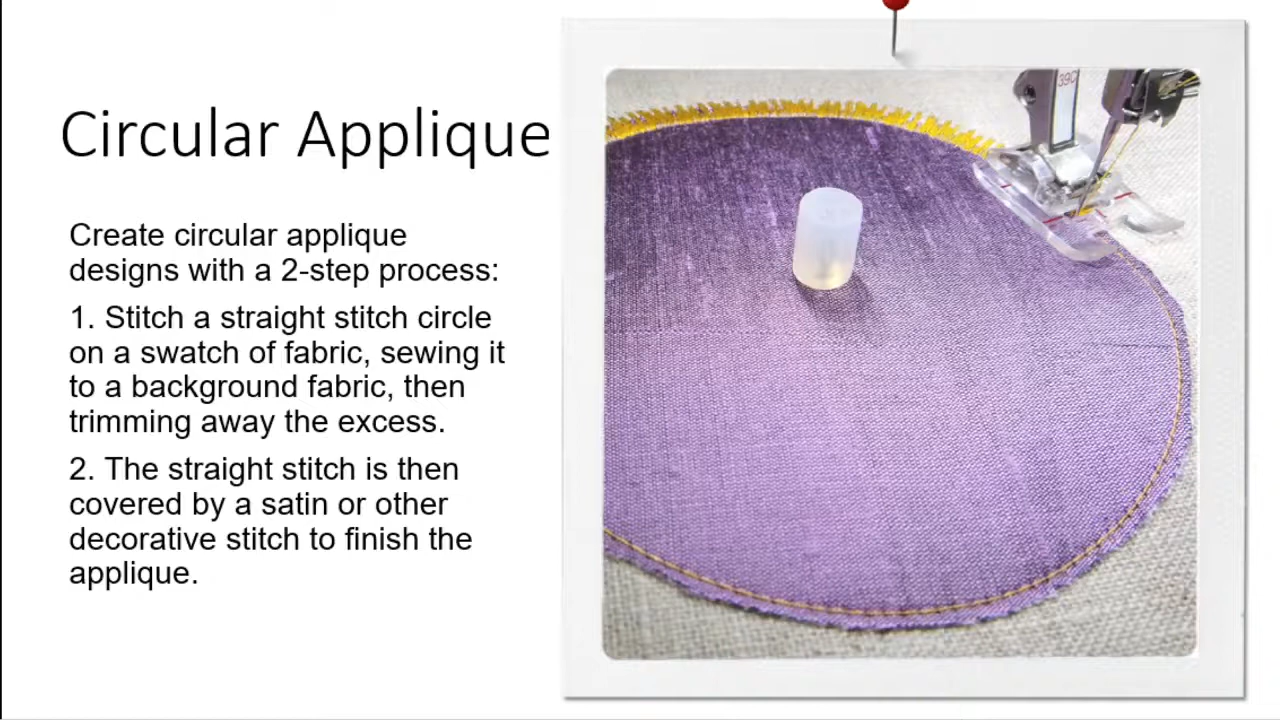 Circular Applique
Create circular applique
designs with a 2-step process:
1. Stitch a straight stitch circle
on a swatch of fabric, sewing it
to a background fabric, then
trimming away the excess.
2. The straight stitch is then
covered by a satin or other
decorative stitch to finish the
applique.
39C